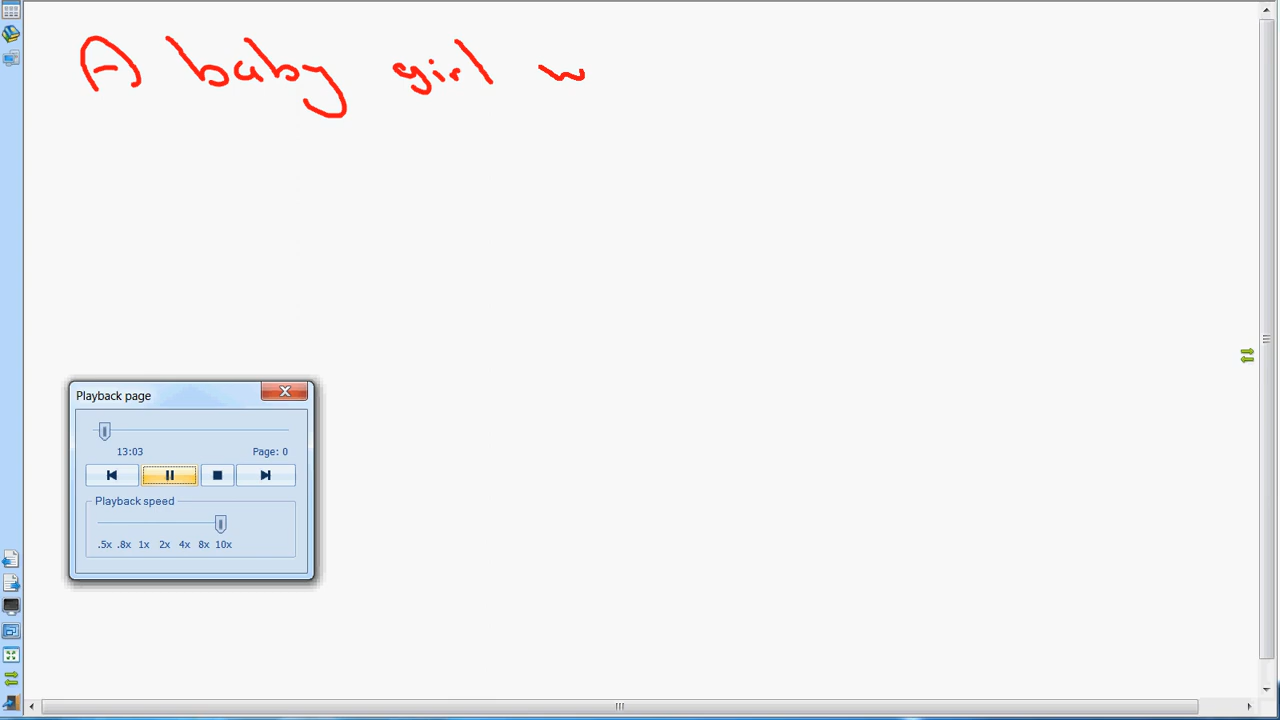 A baby girl w
Playback page
13:03 Page: 0
Playback speed
.5x .8x 1x 2x 4x 8x 10x